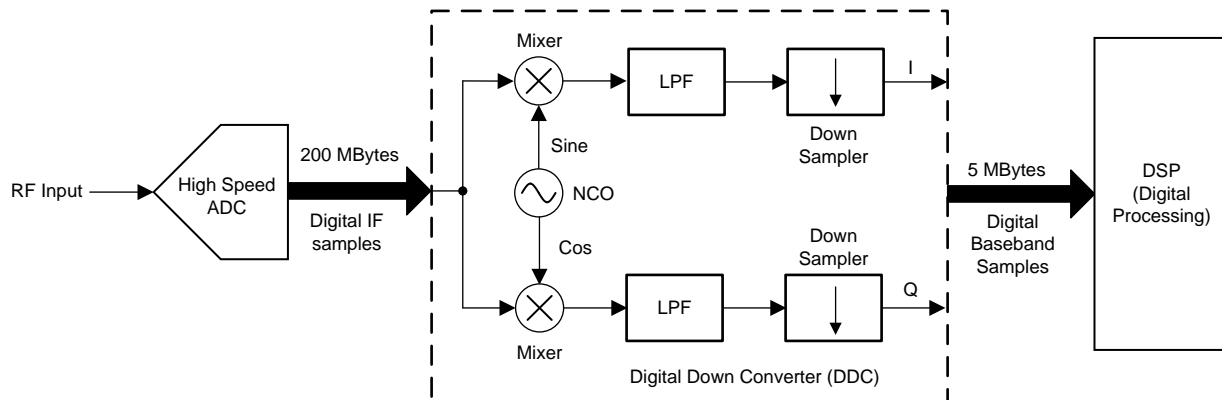 RF Input
High Speed
ADC
200 MBytes
Digital IF
samples
Mixer
Sine
NCO
Cos
Mixer
LPF
Down
Sampler
I
LPF
Down
Sampler
Q
Digital Down Converter (DDC)
5 MBytes
Digital
Baseband
Samples
DSP
(Digital
Processing)